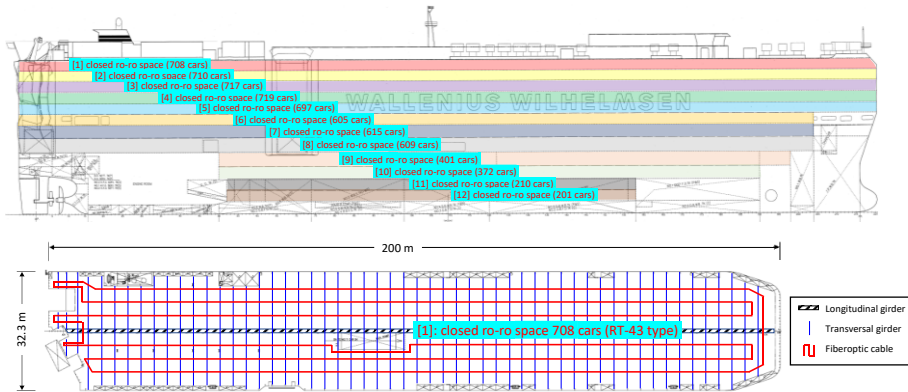 [1] closed ro-ro space (708 cars)
[2] closed ro-ro space (710 cars)
[3] closed ro-ro space (717 cars)
[4] closed ro-ro space (719 cars)
WALLENIUS WILHELMSEN
[5] closed ro-ro space (697 cars)
[6] closed ro-ro space (605 cars)
[7] closed ro-ro space (615 cars)
[8] closed ro-ro space (609 cars)
[9] closed ro-ro space (401 cars)
[10] closed ro-ro space (372 cars)
[11] closed ro-ro space (210 cars)
[12] closed ro-ro space (201 cars)
200 m
32.3 m
[1]: closed ro-ro space 708 cars (RT-43 type)
Longitudinal girder
Transversal girder
Fiberoptic cable